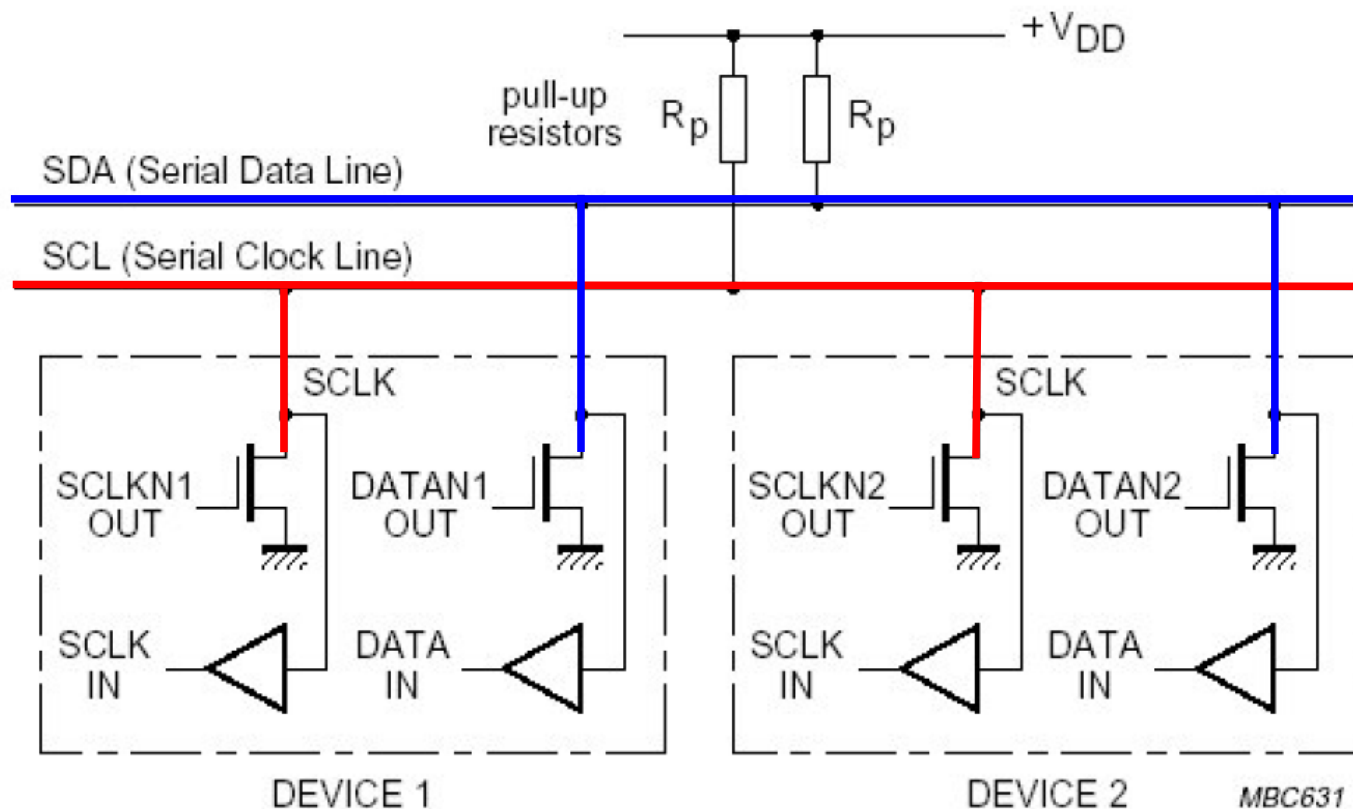 +VDD
pull-up
resistors
Rp
Rp
SDA (Serial Data Line)
SCL (Serial Clock Line)
SCLK
SCLK
SCLKN1
OUT
DATAN1
OUT
SCLKN2
OUT
DATAN2
OUT
SCLK
IN
DATA
IN
SCLK
IN
DATA
IN
DEVICE 1
DEVICE 2
MBC631